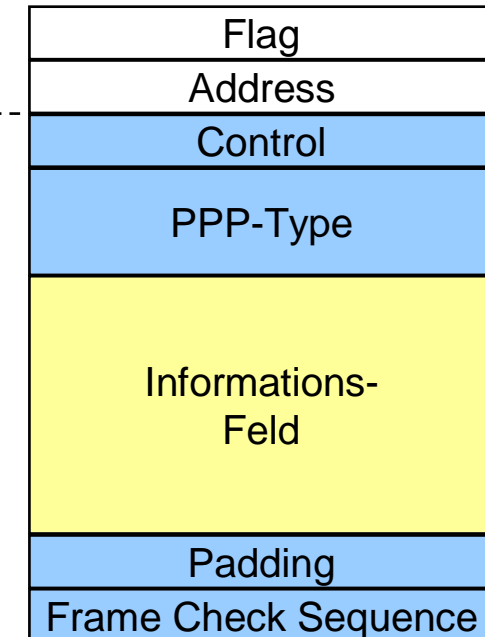 Flag
Address
Control
PPP-Type
Informations-
Feld
Padding
Frame Check Sequence